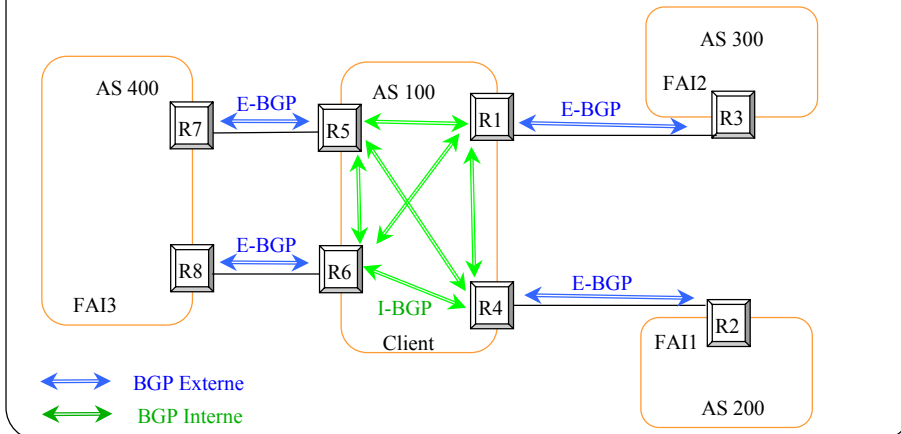 AS 300
AS 400
FAI2
E-BGP
AS 100
E-BGP
R7
R5
R1
R3
E-BGP
R8
R6
E-BGP
I-BGP
R4
R2
FAI3
Client
FAI1
BGP Externe
AS 200
BGP Interne